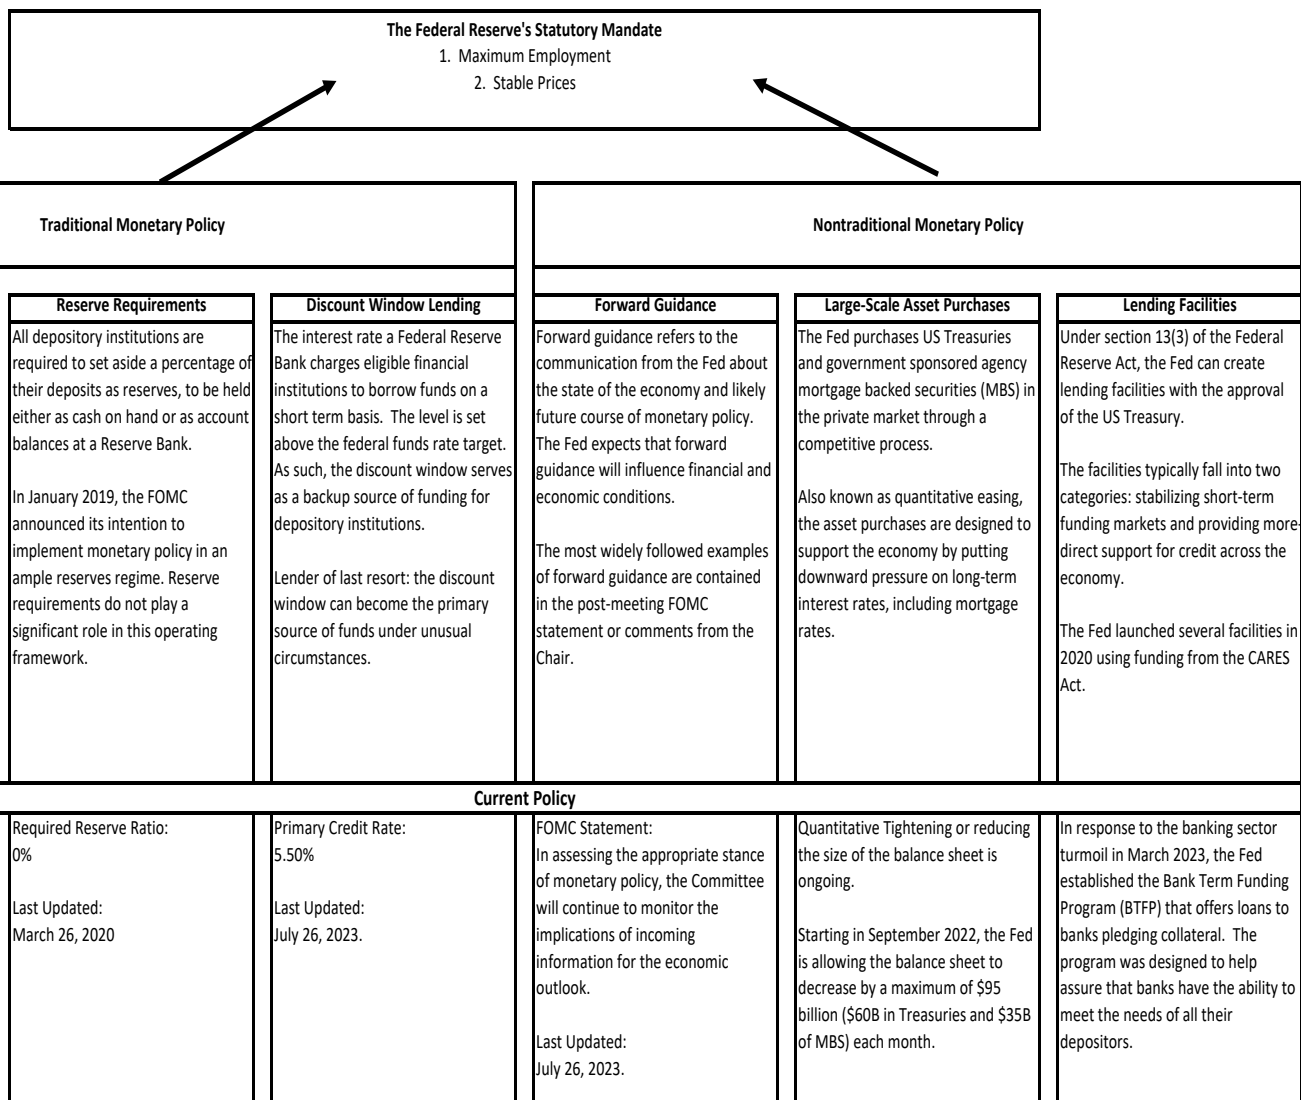 The Federal Reserve's Statutory Mandate
1. Maximum Employment
2. Stable Prices
Traditional Monetary Policy
Nontraditional Monetary Policy
Reserve Requirements
All depository institutions are
required to set aside a percentage of
their deposits as reserves, to be held
either as cash on hand or as account
balances at a Reserve Bank.
In January 2019, the FOMC
announced its intention to
implement monetary policy in an
ample reserves regime. Reserve
requirements do not play a
significant role in this operating
framework.
Discount Window Lending
The interest rate a Federal Reserve
Bank charges eligible financial
institutions to borrow funds on a
short term basis. The level is set
above the federal funds rate target.
As such, the discount window serves
as a backup source of funding for
depository institutions.
Lender of last resort: the discount
window can become the primary
source of funds under unusual
circumstances.
Forward Guidance
Forward guidance refers to the
communication from the Fed about
the state of the economy and likely
future course of monetary policy.
The Fed expects that forward
guidance will influence financial and
economic conditions.
The most widely followed examples
of forward guidance are contained
in the post-meeting FOMC
statement or comments from the
Chair.
Large-Scale Asset Purchases
The Fed purchases US Treasuries
and government sponsored agency
mortgage backed securities (MBS) in
the private market through a
competitive process.
Also known as quantitative easing,
the asset purchases are designed to
support the economy by putting
downward pressure on long-term
interest rates, including mortgage
rates.
Lending Facilities
Under section 13(3) of the Federal
Reserve Act, the Fed can create
lending facilities with the approval
of the US Treasury.
The facilities typically fall into two
categories: stabilizing short-term
funding markets and providing more-
direct support for credit across the
economy.
The Fed launched several facilities in
2020 using funding from the CARES
Act.
Current Policy
Required Reserve Ratio:
0%
Last Updated:
March 26, 2020
Primary Credit Rate:
5.50%
Last Updated:
July 26, 2023.
FOMC Statement:
In assessing the appropriate stance
of monetary policy, the Committee
will continue to monitor the
implications of incoming
information for the economic
outlook.
Last Updated:
July 26, 2023.
Quantitative Tightening or reducing
the size of the balance sheet is
ongoing.
Starting in September 2022, the Fed
is allowing the balance sheet to
decrease by a maximum of $95
billion ($60B in Treasuries and $35B
of MBS) each month.
In response to the banking sector
turmoil in March 2023, the Fed
established the Bank Term Funding
Program (BTFP) that offers loans to
banks pledging collateral. The
program was designed to help
assure that banks have the ability to
meet the needs of all their
depositors.